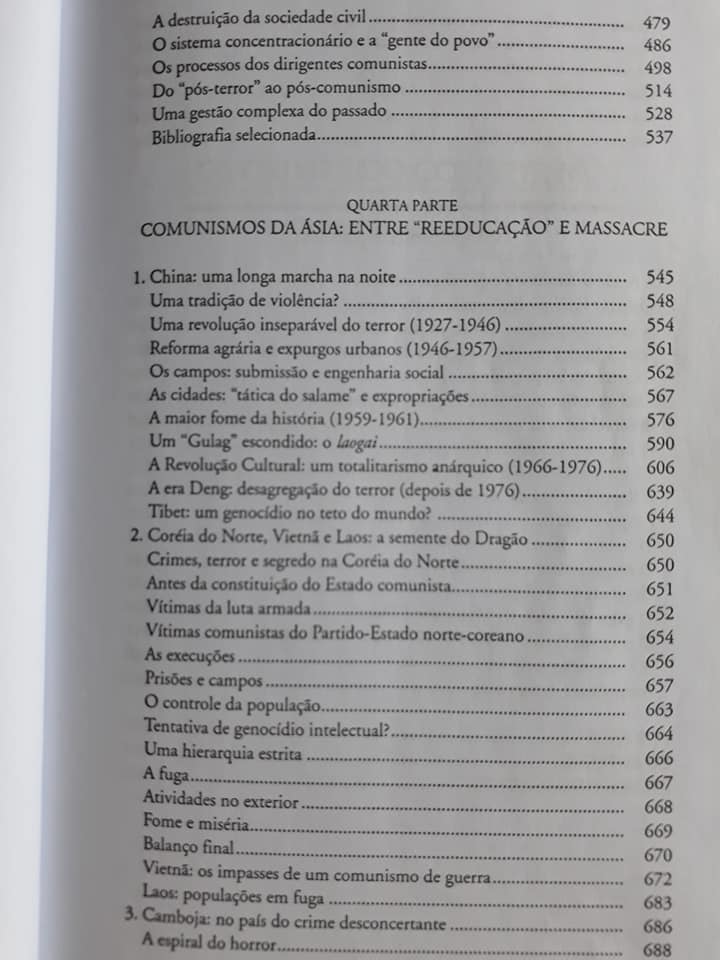 A destruição da sociedade civil........................................................ 479
O sistema concentracionário e a “gente do povo”........................... 486
Os processos dos dirigentes comunistas......................................... 498
Do “pós-terror” ao pós-comunismo ............................................. 514
Uma gestão complexa do passado ................................................ 528
Bibliografia selecionada................................................................. 537
QUARTA PARTE
COMUNISMOS DA ÁSIA: ENTRE “REEDUCAÇÃO” E MASSACRE
1. China: uma longa marcha na noite ............................................... 545
Uma tradição de violência? .......................................................... 548
Uma revolução inseparável do terror (1927-1946) ......................... 554
Reforma agrária e expurgos urbanos (1946-1957).......................... 561
Os campos: submissão e engenharia social .................................... 562
As cidades: “tática do salame” e expropriações................................ 567
A maior fome da história (1959-1961)........................................... 576
Um “Gulag” escondido: o laogai.................................................... 590
A Revolução Cultural: um totalitarismo anárquico (1966-1976)..... 606
A era Deng: desagregação do terror (depois de 1976)...................... 639
Tibet: um genocídio no teto do mundo? ....................................... 644
2. Coréia do Norte, Vietnã e Laos: a semente do Dragão ................... 650
Crimes, terror e segredo na Coréia do Norte.................................. 650
Antes da constituição do Estado comunista.................................... 651
Vítimas da luta armada.................................................................. 652
Vítimas comunistas do Partido-Estado norte-coreano .................... 654
As execuções ................................................................................. 656
Prisões e campos ........................................................................... 657
O controle da população................................................................ 663
Tentativa de genocídio intelectual?................................................. 664
Uma hierarquia estrita .................................................................. 666
A fuga........................................................................................... 667
Atividades no exterior ................................................................... 668
Fome e miséria.............................................................................. 669
Balanço final................................................................................. 670
Vietnã: os impasses de um comunismo de guerra........................... 672
Laos: populações em fuga ............................................................. 683
3. Camboja: no país do crime desconcertante ................................... 686
A espiral do horror........................................................................ 688